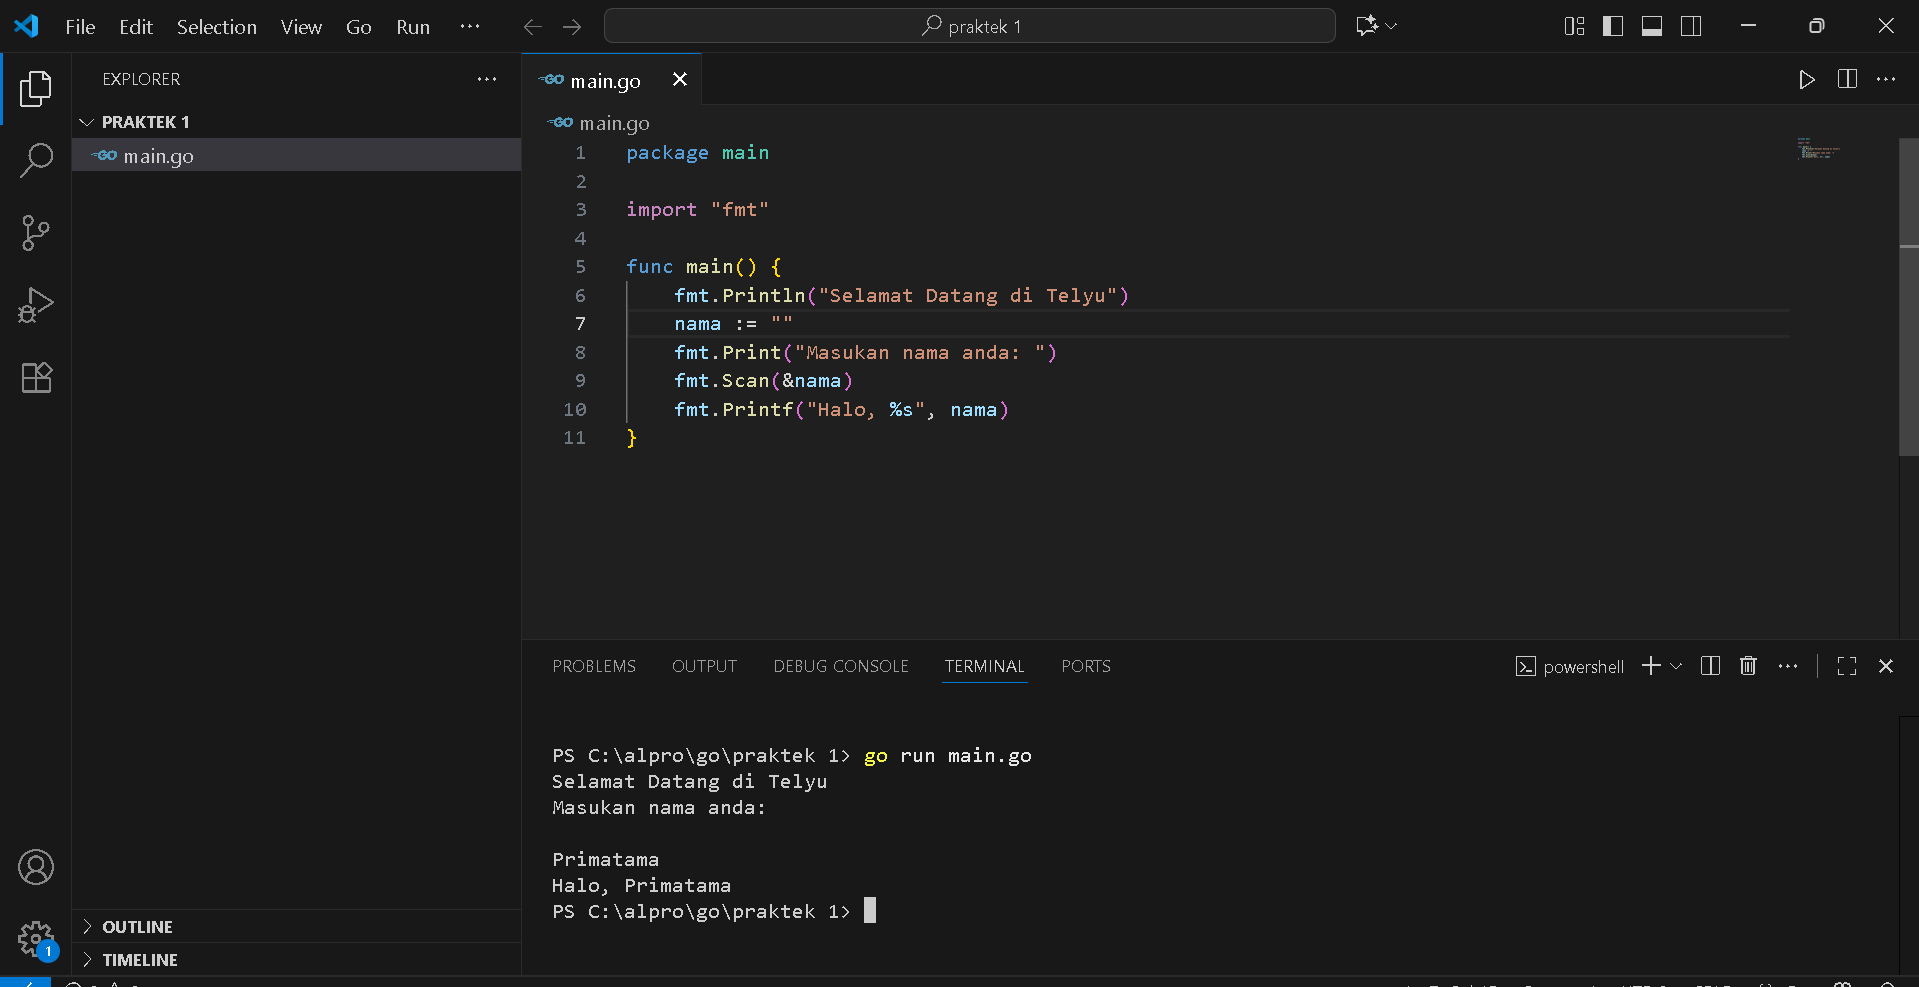 File Edit Selection View Go Run ···
praktek 1
EXPLORER ···
PRAKTEK 1
main.go
OUTLINE
TIMELINE
1
main.go
main.go
1 package main
2
3 import "fmt"
4
5 func main() {
6 fmt.Println("Selamat Datang di Telyu")
7 nama := ""
8 fmt.Print("Masukan nama anda: ")
9 fmt.Scan(&nama)
10 fmt.Printf("Halo, %s", nama)
11 }
PROBLEMS OUTPUT DEBUG CONSOLE TERMINAL PORTS
powershell
PS C:\alpro\go\praktek 1> go run main.go
Selamat Datang di Telyu
Masukan nama anda:
Primatama
Halo, Primatama
PS C:\alpro\go\praktek 1>